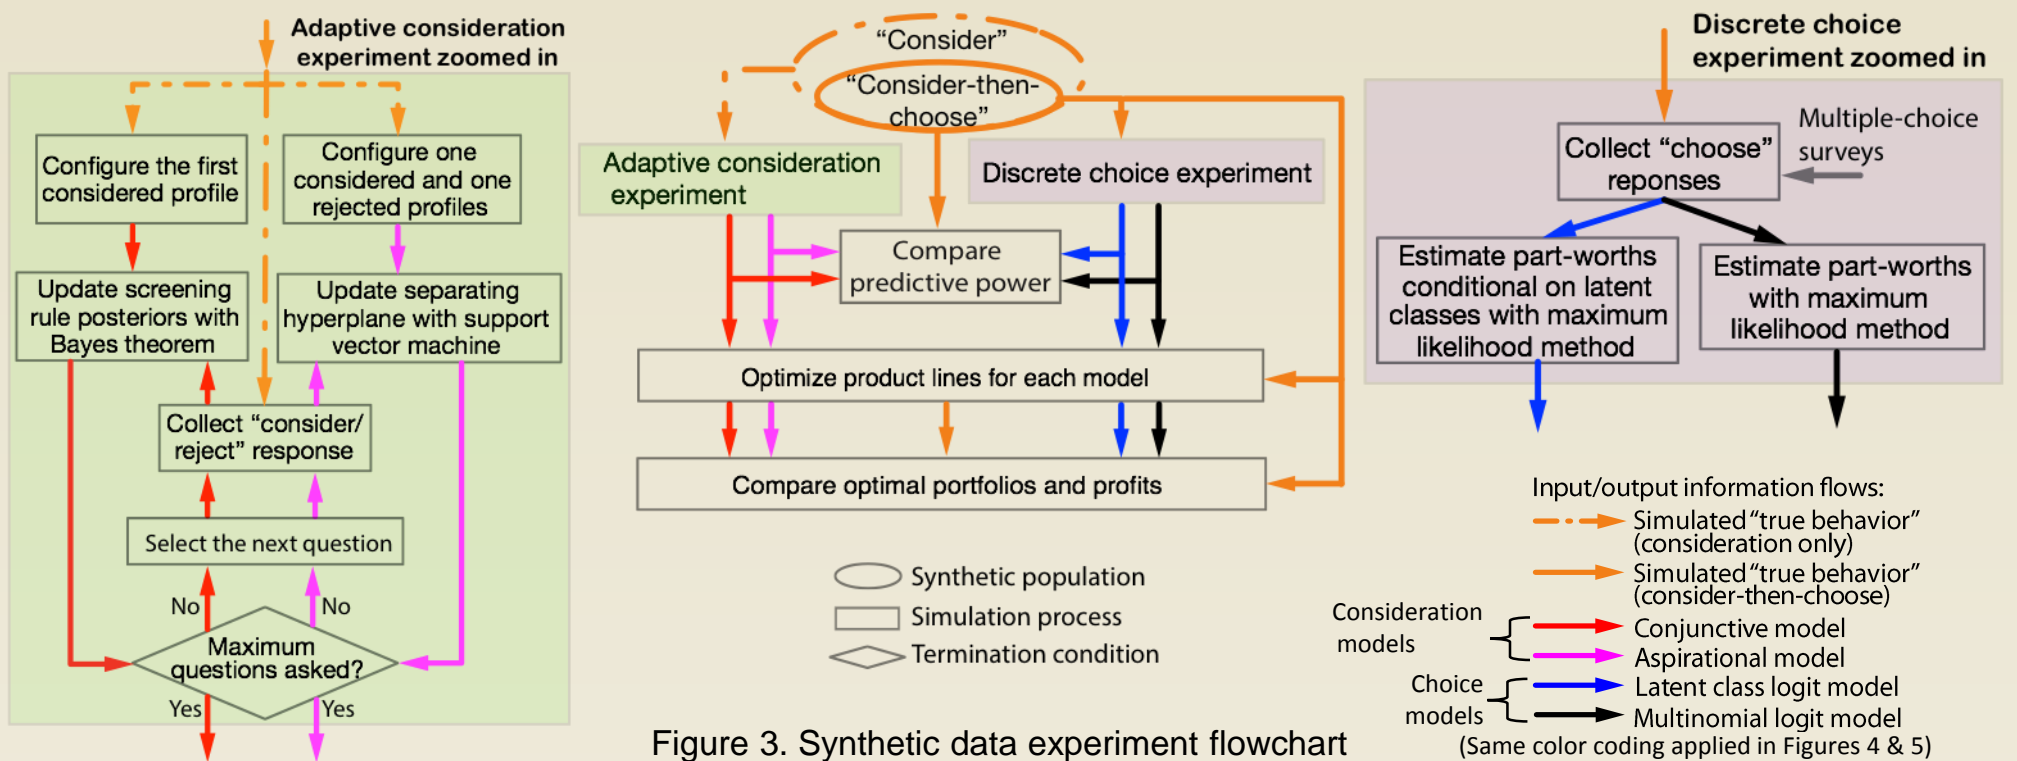 Adaptive consideration
experiment zoomed in
Configure the first
considered profile
Configure one
considered and one
rejected profiles
Update screening
rule posteriors with
Bayes theorem
Update separating
hyperplane with support
vector machine
Collect “consider/
reject” response
Select the next question
No
No
Maximum
questions asked?
Yes
Yes
“Consider”
“Consider-then-
choose”
Adaptive consideration
experiment
Discrete choice experiment
Compare
predictive power
Optimize product lines for each model
Compare optimal portfolios and profits
Synthetic population
Simulation process
Termination condition
Figure 3. Synthetic data experiment flowchart
Discrete choice
experiment zoomed in
Multiple-choice
surveys
Collect “choose”
reponses
Estimate part-worths
conditional on latent
classes with maximum
likelihood method
Estimate part-worths
with maximum
likelihood method
Input/output information flows:
Simulated “true behavior”
(consideration only)
Simulated “true behavior”
(consider-then-choose)
Consideration
models
Conjunctive model
Aspirational model
Choice
models
Latent class logit model
Multinomial logit model
(Same color coding applied in Figures 4 & 5)